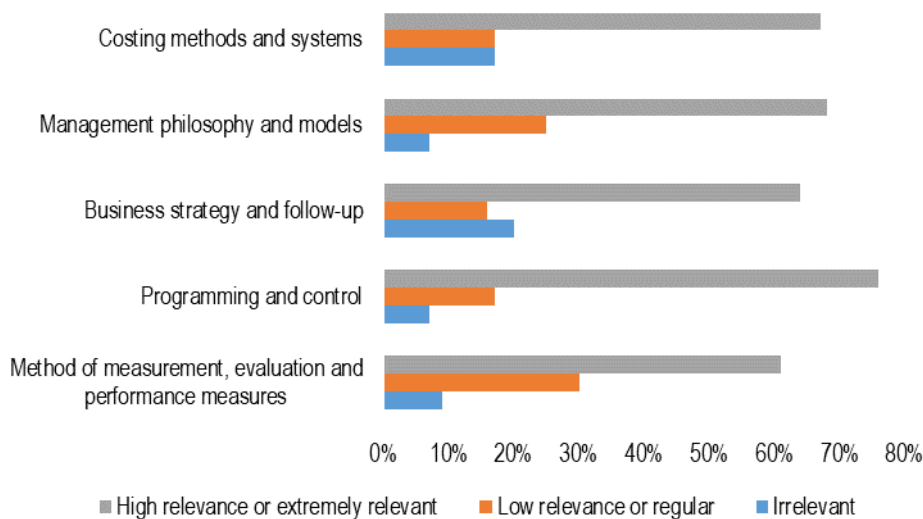 Costing methods and systems
Management philosophy and models
Business strategy and follow-up
Programming and control
Method of measurement, evaluation and
performance measures
0% 10% 20% 30% 40% 50% 60% 70% 80%
High relevance or extremely relevant Low relevance or regular Irrelevant